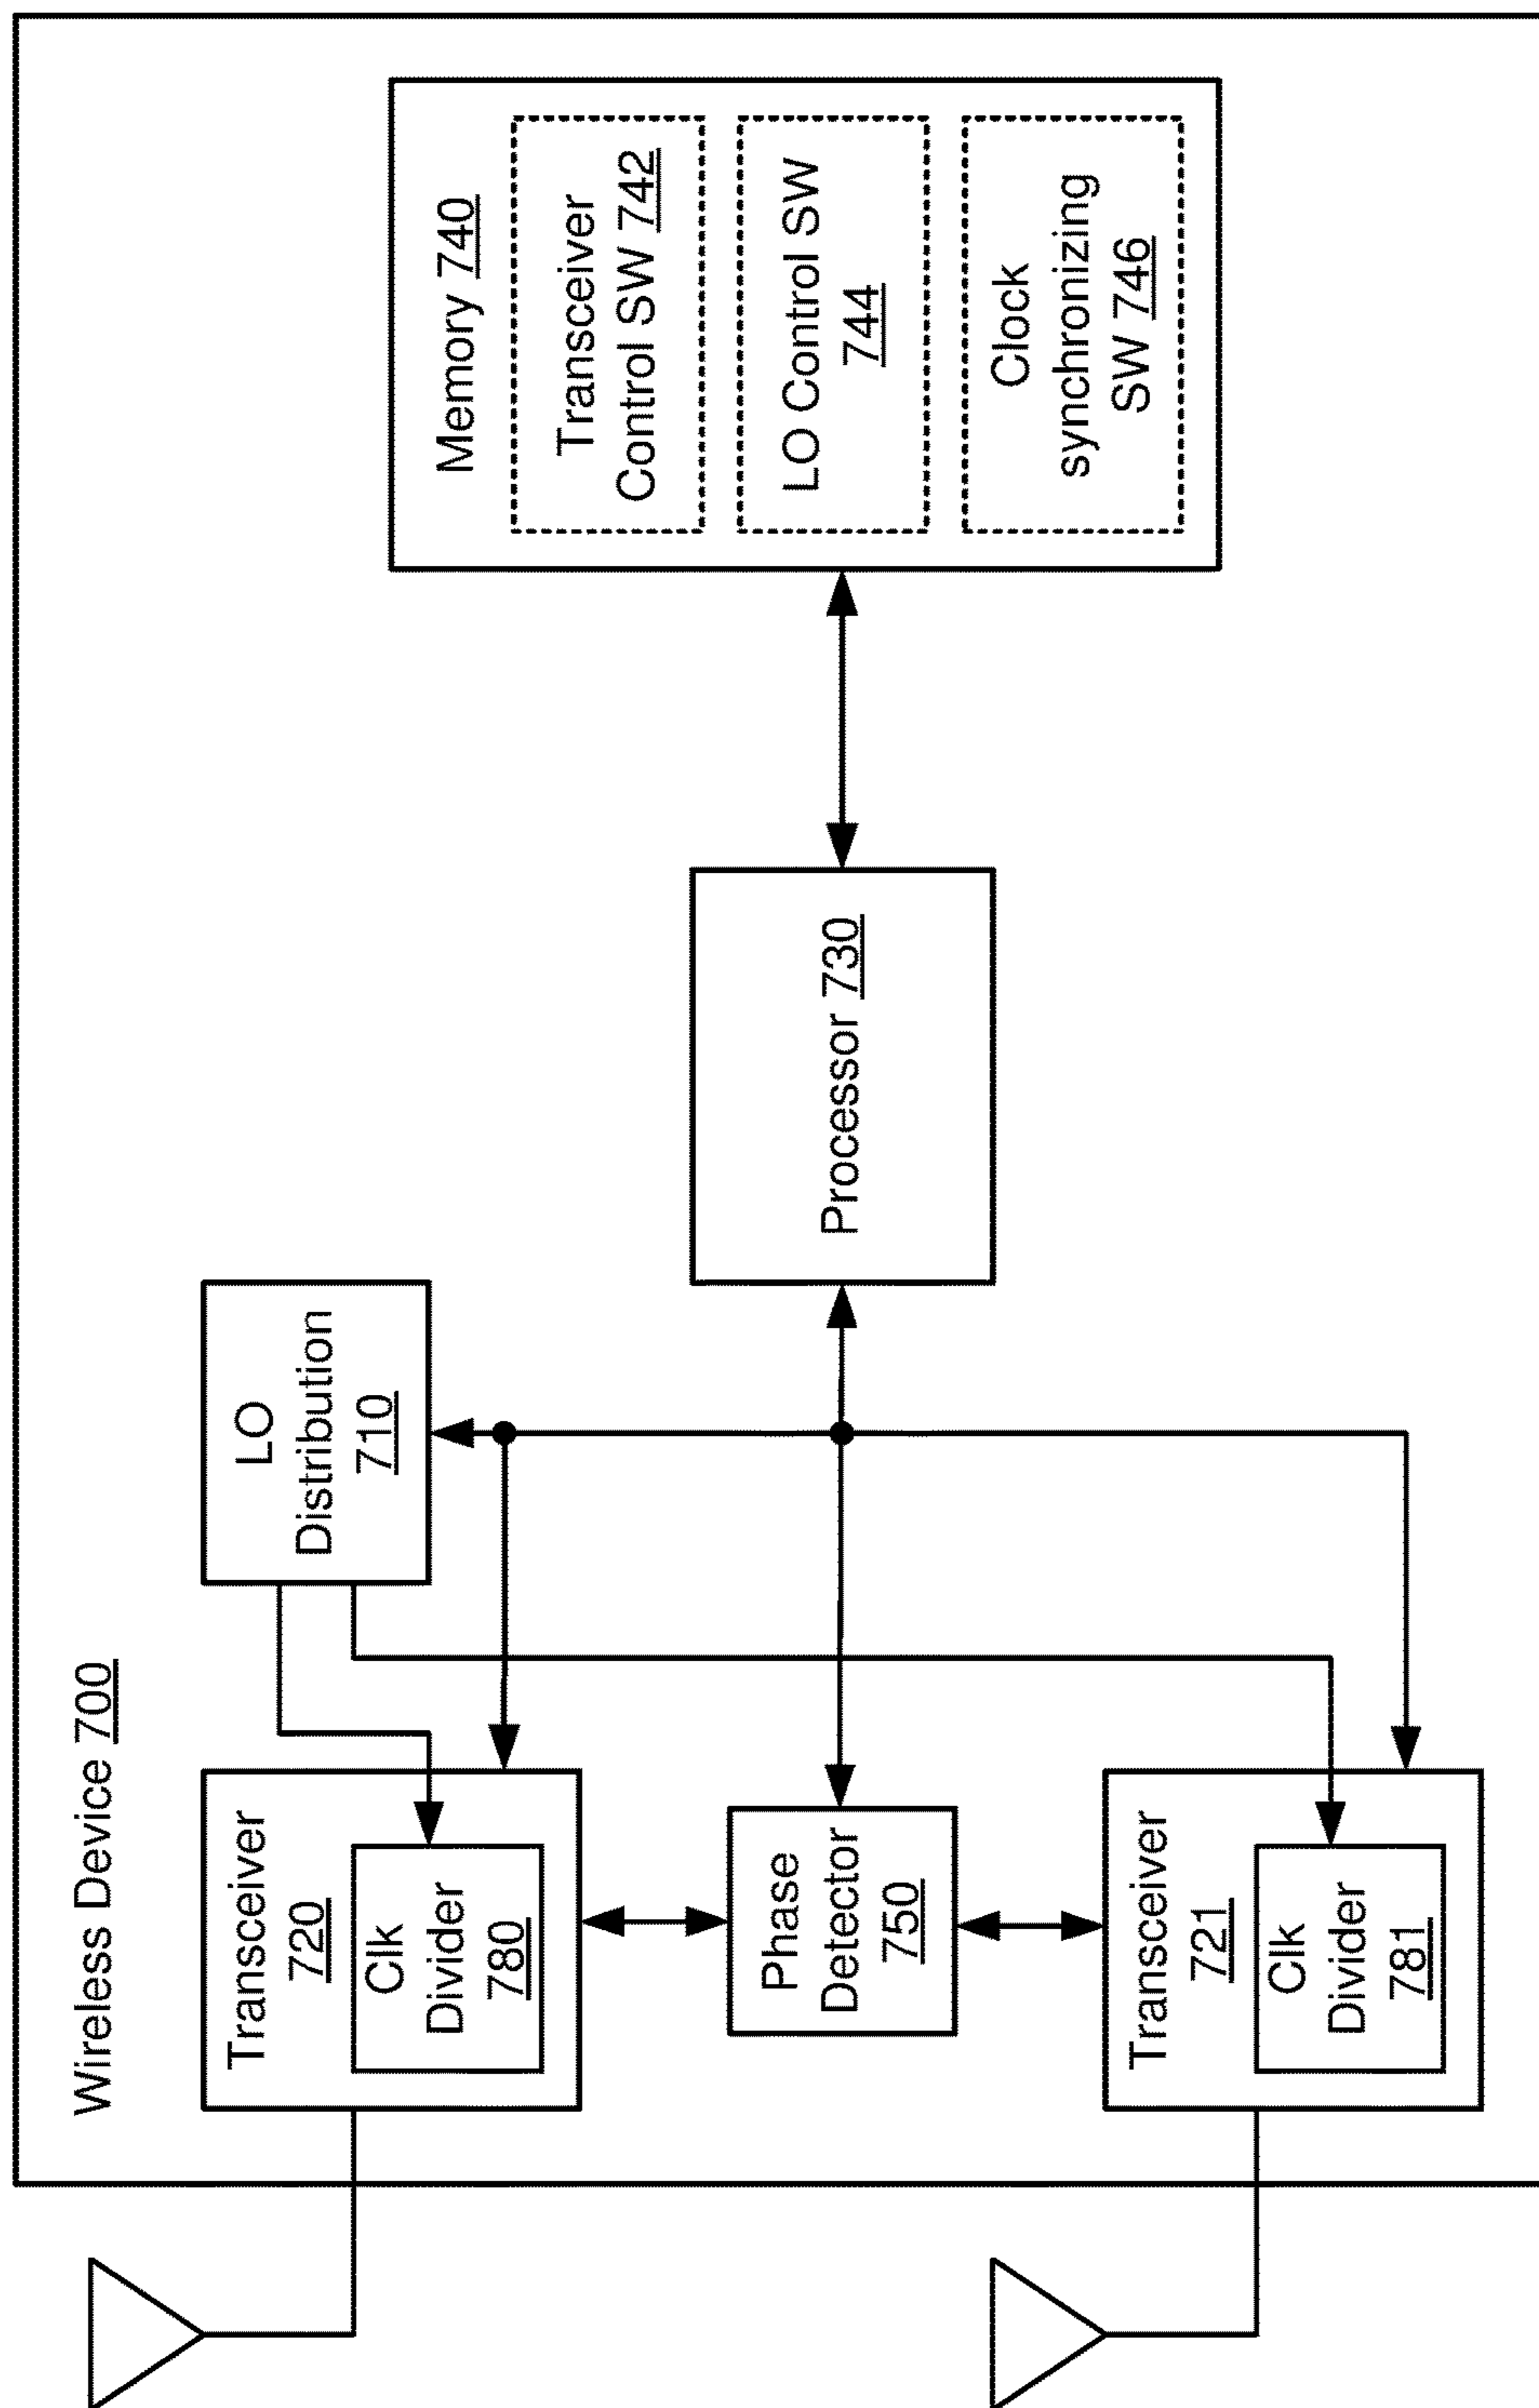 Wireless Device 700
Transceiver
720
Clk
Divider
780
LO
Distribution
710
Phase
Detector
750
Transceiver
721
Clk
Divider
781
Processor 730
Memory 740
Transceiver
Control SW 742
LO Control SW
744
Clock
synchronizing
SW 746